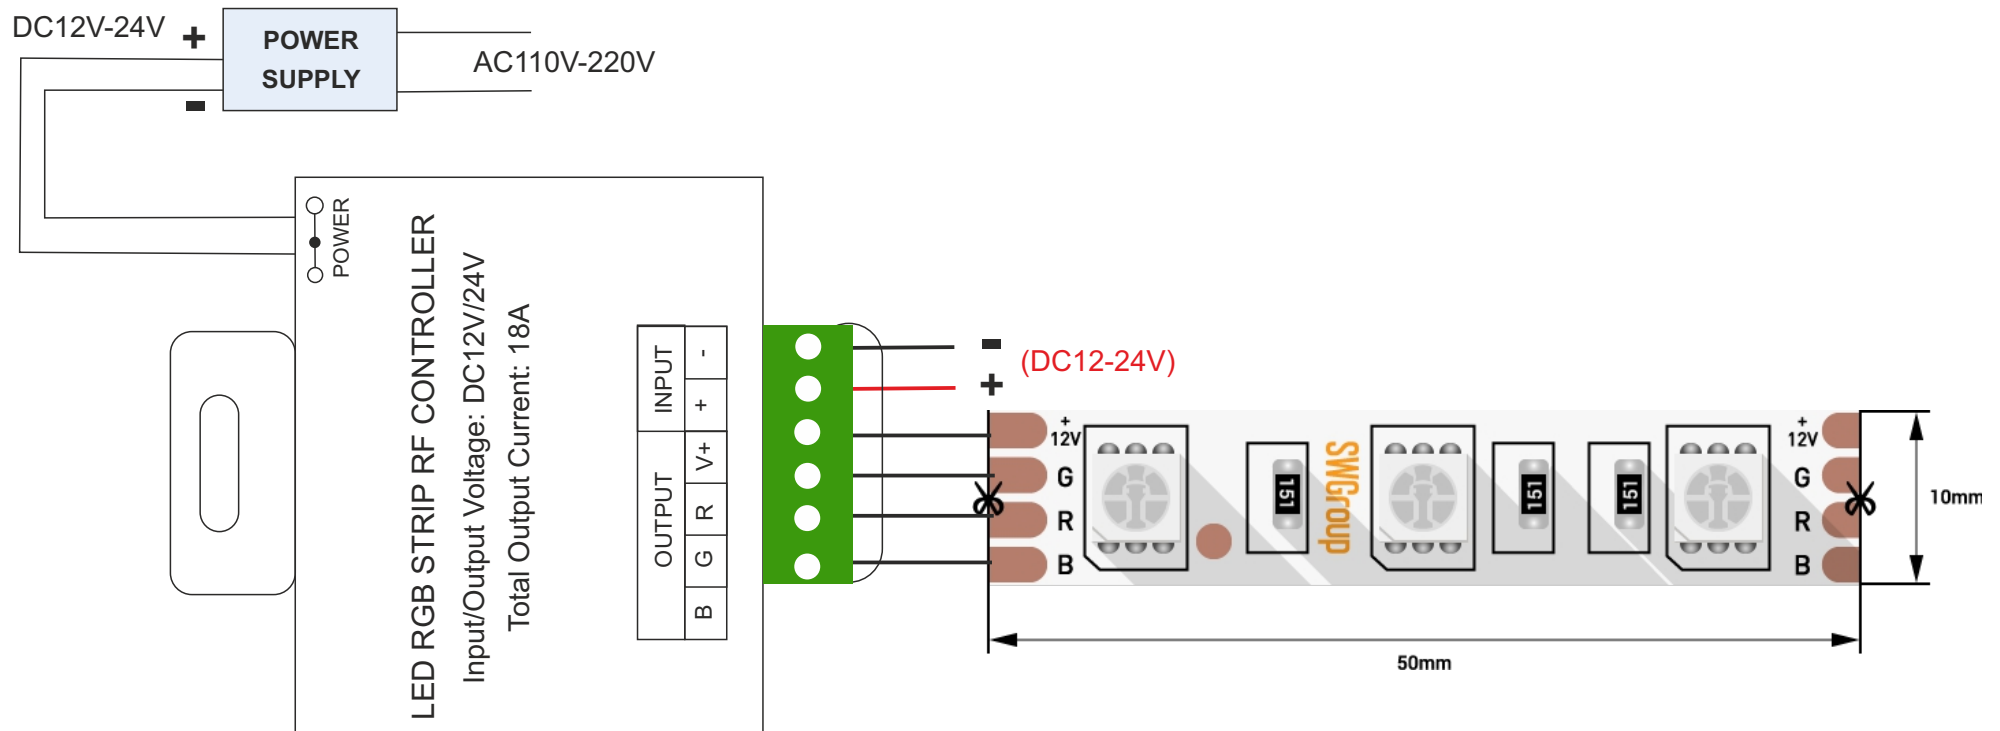 DC12V-24V
+
-
POWER
SUPPLY
AC110V-220V
POWER
LED RGB STRIP RF CONTROLLER
Input/Output Voltage: DC12V/24V
Total Output Current: 18A
INPUT
-
+
OUTPUT
V+
R
G
B
-
+
(DC12-24V)
+
12V
G
R
B
151
SWGroup
151
151
+
12V
G
R
B
10mm
50mm